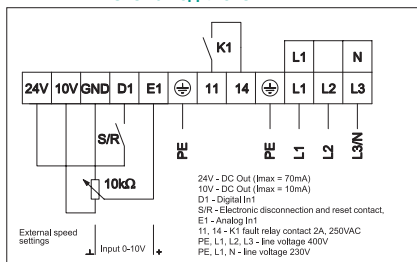 K1
L1 N
24V 10V GND D1 E1 11 14 L1 L2 L3
S/R
PE PE L1 L2 L3/N
10kΩ
External speed
settings
Input 0-10V +
24V - DC Out (Imax = 70mA)
10V - DC Out (Imax = 10mA)
D1 - Digital In1
S/R - Electronic disconnection and reset contact,
E1 - Analog In1
11, 14 - K1 fault relay contact 2A, 250VAC
PE, L1, L2, L3 - line voltage 400V
PE, L1, N - line voltage 230V